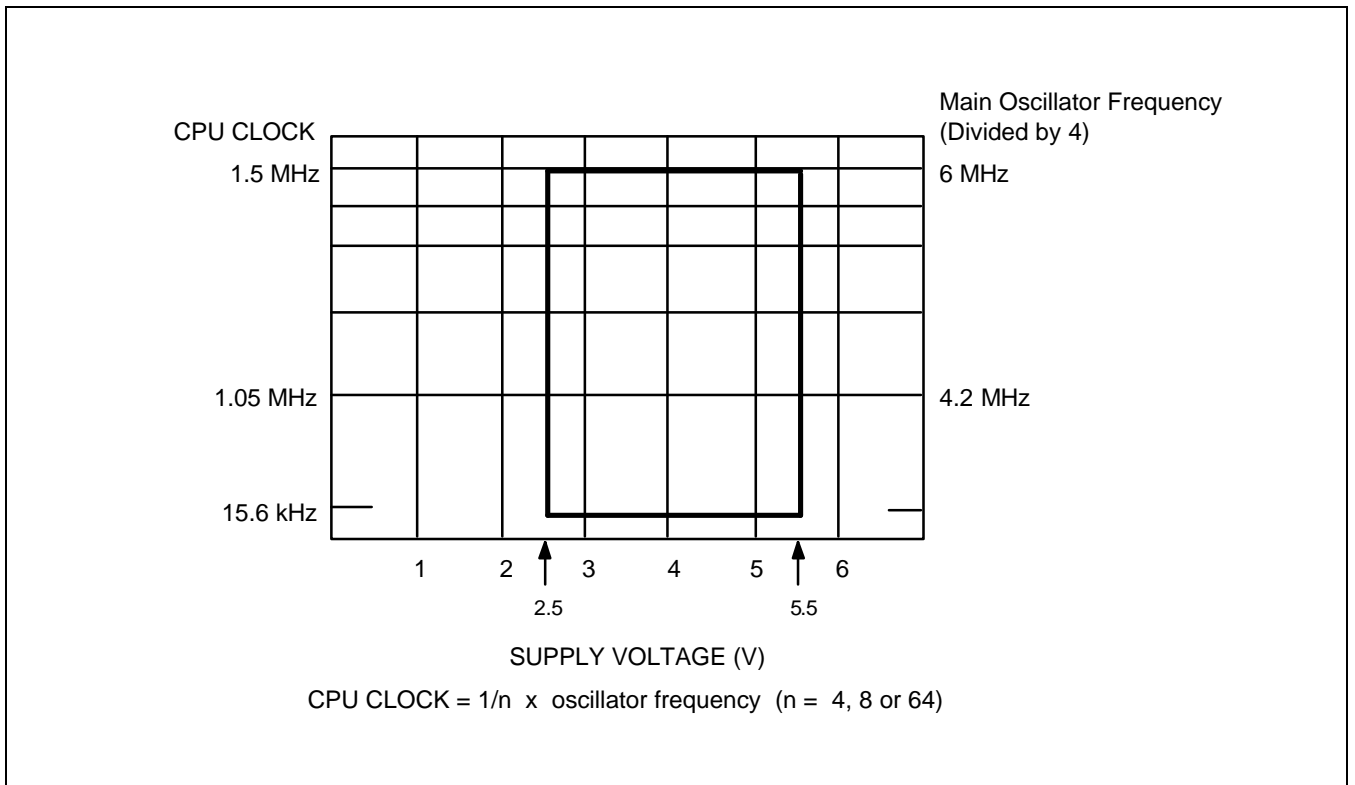 Main Oscillator Frequency
(Divided by 4)
CPU CLOCK
1.5 MHz
6 MHz
1.05 MHz
4.2 MHz
15.6 kHz
1 2 3 4 5 6
2.5 5.5
SUPPLY VOLTAGE (V)
CPU CLOCK = 1/n x oscillator frequency (n = 4, 8 or 64)